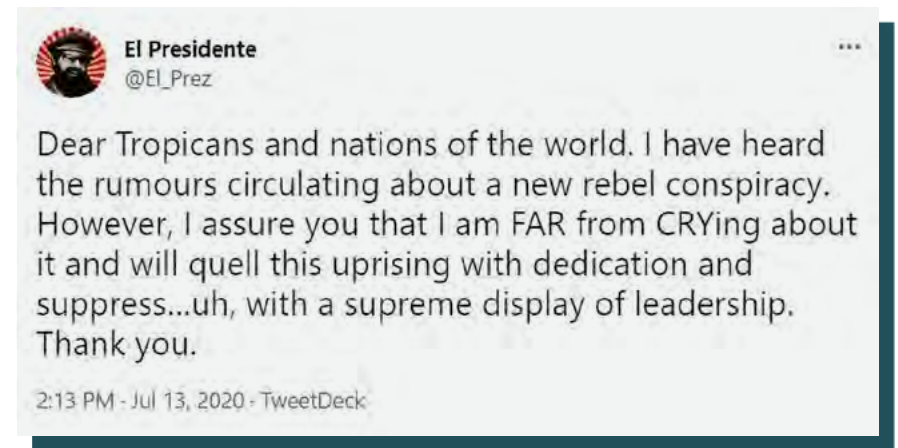 El Presidente
...
@El_Prez
Dear Tropicans and nations of the world. I have heard
the rumours circulating about a new rebel conspiracy.
However, I assure you that I am FAR from CRYing about
it and will quell this uprising with dedication and
suppress...uh, with a supreme display of leadership.
Thank you.
2:13 PM · Jul 13, 2020 · TweetDeck